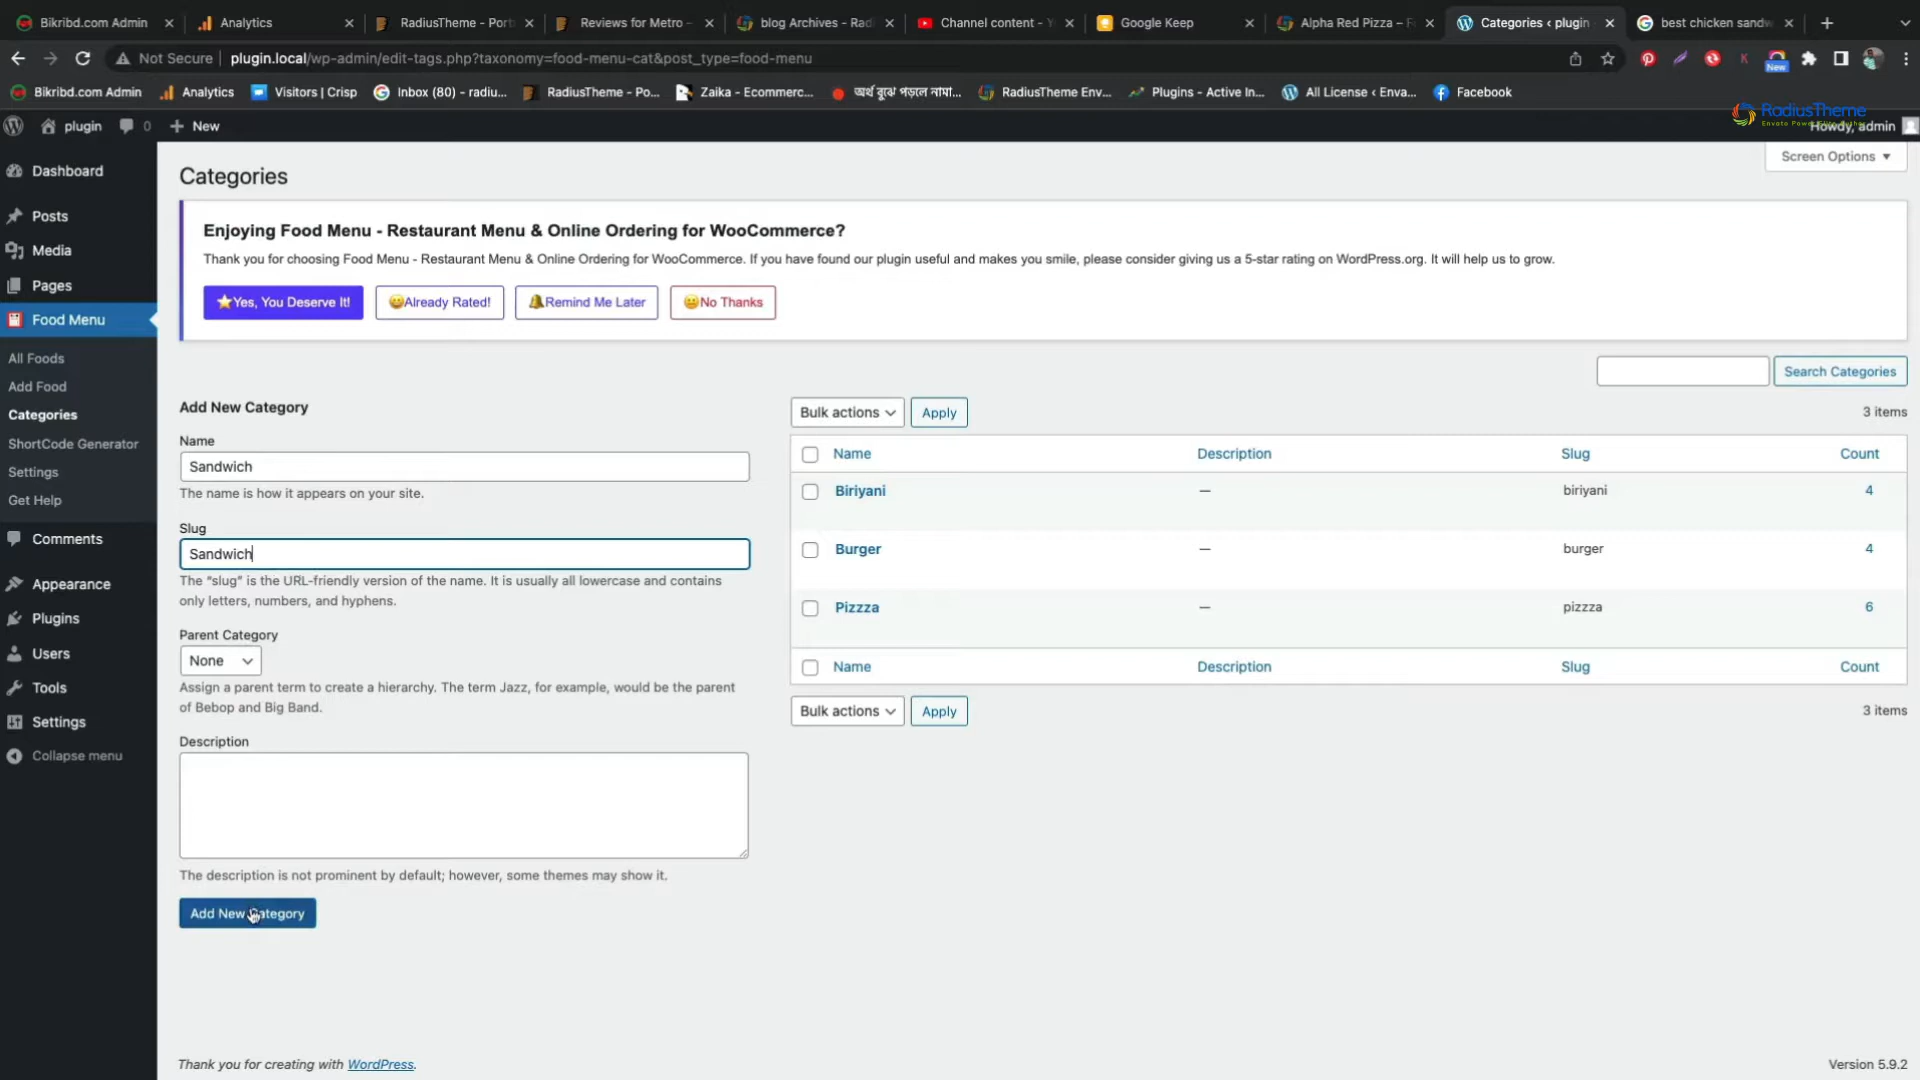 Bikribd.com Admin
Analytics
RadiusTheme - Port
Reviews for Metro -
blog Archives - Rad
Channel content - Y
Google Keep
Alpha Red Pizza – F
Categories ‹ plugin
best chicken sandw
Not Secure
plugin.local/wp-admin/edit-tags.php?taxonomy=food-menu-cat&post_type=food-menu
New
Bikribd.com Admin
Analytics
Visitors | Crisp
Inbox (80) - radiu...
RadiusTheme - Po...
Zaika - Ecommerc...
অর্থ বুঝে পড়লে নামা...
RadiusTheme Env...
Plugins - Active In...
All License ‹ Enva...
Facebook
plugin
0
New
RadiusTheme
Howdy, admin
Screen Options
Dashboard
Posts
Media
Pages
Food Menu
All Foods
Add Food
Categories
ShortCode Generator
Settings
Get Help
Comments
Appearance
Plugins
Users
Tools
Settings
Collapse menu
Categories
Enjoying Food Menu - Restaurant Menu & Online Ordering for WooCommerce?
Thank you for choosing Food Menu - Restaurant Menu & Online Ordering for WooCommerce. If you have found our plugin useful and makes you smile, please consider giving us a 5-star rating on WordPress.org. It will help us to grow.
Yes, You Deserve It!
Already Rated!
Remind Me Later
No Thanks
Search Categories
Add New Category
Name
Sandwich
The name is how it appears on your site.
Slug
Sandwich
The “slug” is the URL-friendly version of the name. It is usually all lowercase and contains
only letters, numbers, and hyphens.
Parent Category
None
Assign a parent term to create a hierarchy. The term Jazz, for example, would be the parent
of Bebop and Big Band.
Description
The description is not prominent by default; however, some themes may show it.
Add New Category
Bulk actions
Apply
3 items
Name Description Slug Count
Biriyani — biriyani 4
Burger — burger 4
Pizzza — pizzza 6
Name Description Slug Count
Bulk actions
Apply
3 items
Thank you for creating with WordPress.
Version 5.9.2